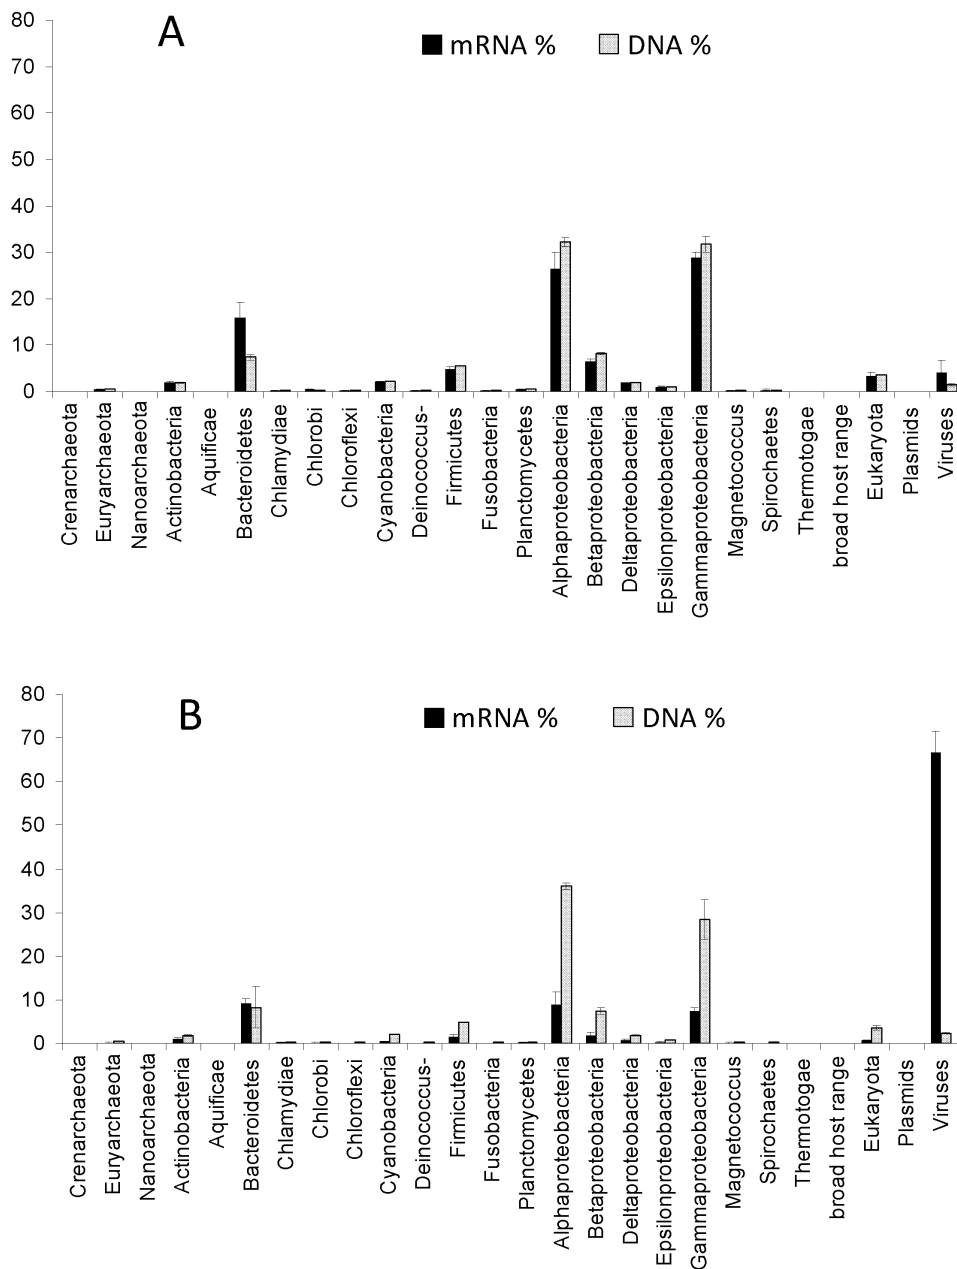 A
mRNA %
DNA %
80
70
60
50
40
30
20
10
0
Crenarchaeota
Euryarchaeota
Nanoarchaeota
Actinobacteria
Aquificae
Bacteroidetes
Chlamydiae
Chlorobi
Chloroflexi
Cyanobacteria
Deinococcus-
Firmicutes
Fusobacteria
Planctomycetes
Alphaproteobacteria
Betaproteobacteria
Deltaproteobacteria
Epsilonproteobacteria
Gammaproteobacteria
Magnetococcus
Spirochaetes
Thermotogae
broad host range
Eukaryota
Plasmids
Viruses
B
mRNA %
DNA %
80
70
60
50
40
30
20
10
0
Crenarchaeota
Euryarchaeota
Nanoarchaeota
Actinobacteria
Aquificae
Bacteroidetes
Chlamydiae
Chlorobi
Chloroflexi
Cyanobacteria
Deinococcus-
Firmicutes
Fusobacteria
Planctomycetes
Alphaproteobacteria
Betaproteobacteria
Deltaproteobacteria
Epsilonproteobacteria
Gammaproteobacteria
Magnetococcus
Spirochaetes
Thermotogae
broad host range
Eukaryota
Plasmids
Viruses